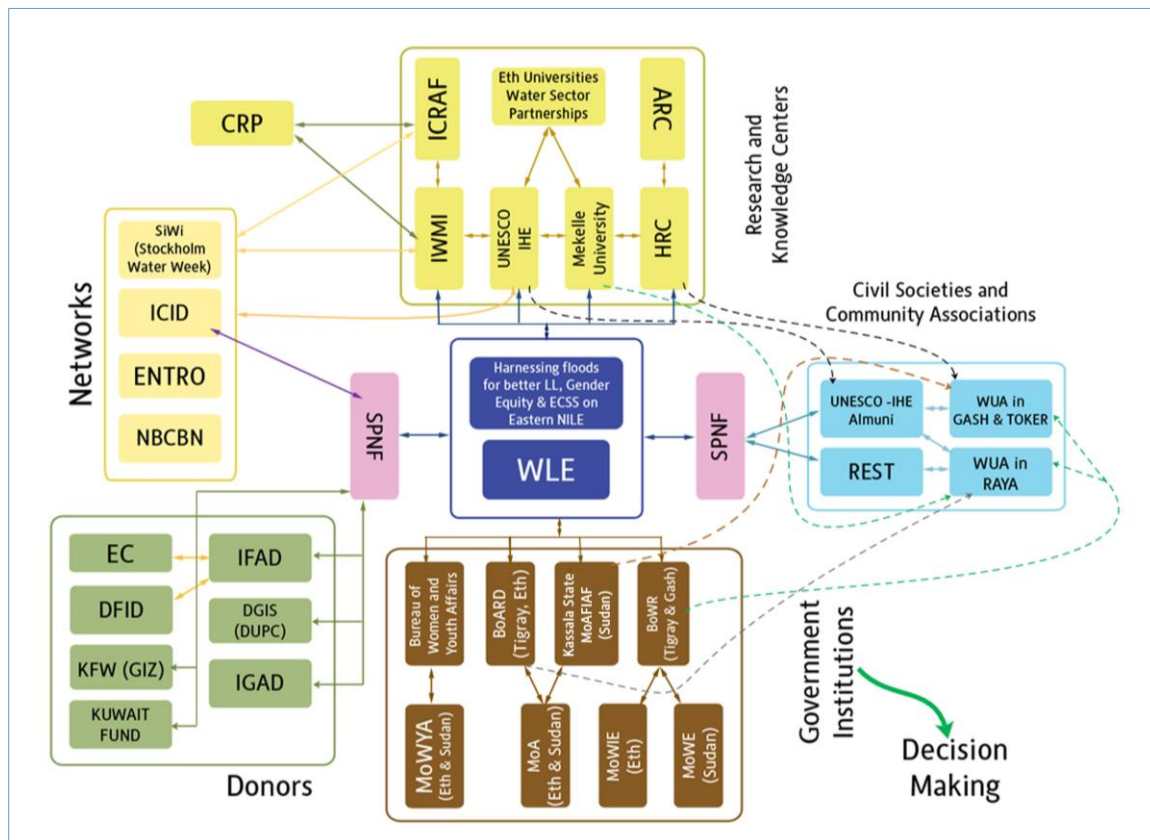 CRP
ICRAF
Eth Universities
Water Sector
Partnerships
ARC
IWMI
UNESCO
IHE
Mekelle
University
HRC
Research and
Knowledge Centers
Networks
SiWi
(Stockholm
Water Week)
ICID
ENTRO
NBCBN
Civil Societies and
Community Associations
SPNF
Harnessing floods
for better LL, Gender
Equity & ECSS on
Eastern NILE
WLE
SPNF
UNESCO -IHE
Almuni
WUA in
GASH & TOKER
REST
WUA in
RAYA
EC
IFAD
DFID
DGIS
(DUPC)
KFW (GIZ)
IGAD
KUWAIT
FUND
Donors
Bureau of
Women and
Youth Affairs
BoARD
(Tigray, Eth)
Kassala State
MoAFIAF
(Sudan)
BoWR
(Tigray & Gash)
MoWYA
(Eth & Sudan)
MoA
(Eth & Sudan)
MoWIE
(Eth)
MoWE
(Sudan)
Government
Institutions
Decision
Making